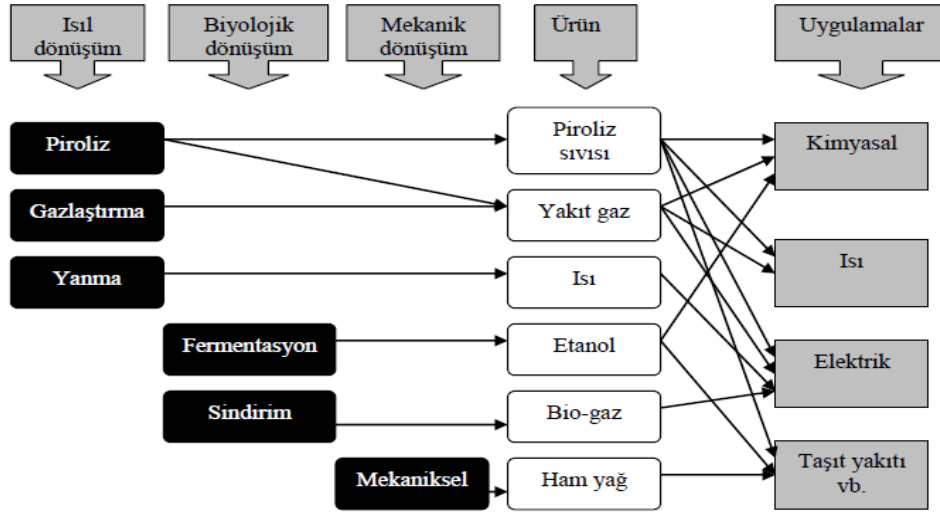 Isıl
dönüşüm
Biyolojik
dönüşüm
Mekanik
dönüşüm
Ürün
Uygulamalar
Piroliz
Piroliz
sıvısı
Kimyasal
Gazlaştırma
Yakıt gaz
Yanma
Isı
Isı
Fermentasyon
Etanol
Elektrik
Sindirim
Bio-gaz
Mekaniksel
Ham yağ
Taşıt yakıtı
vb.